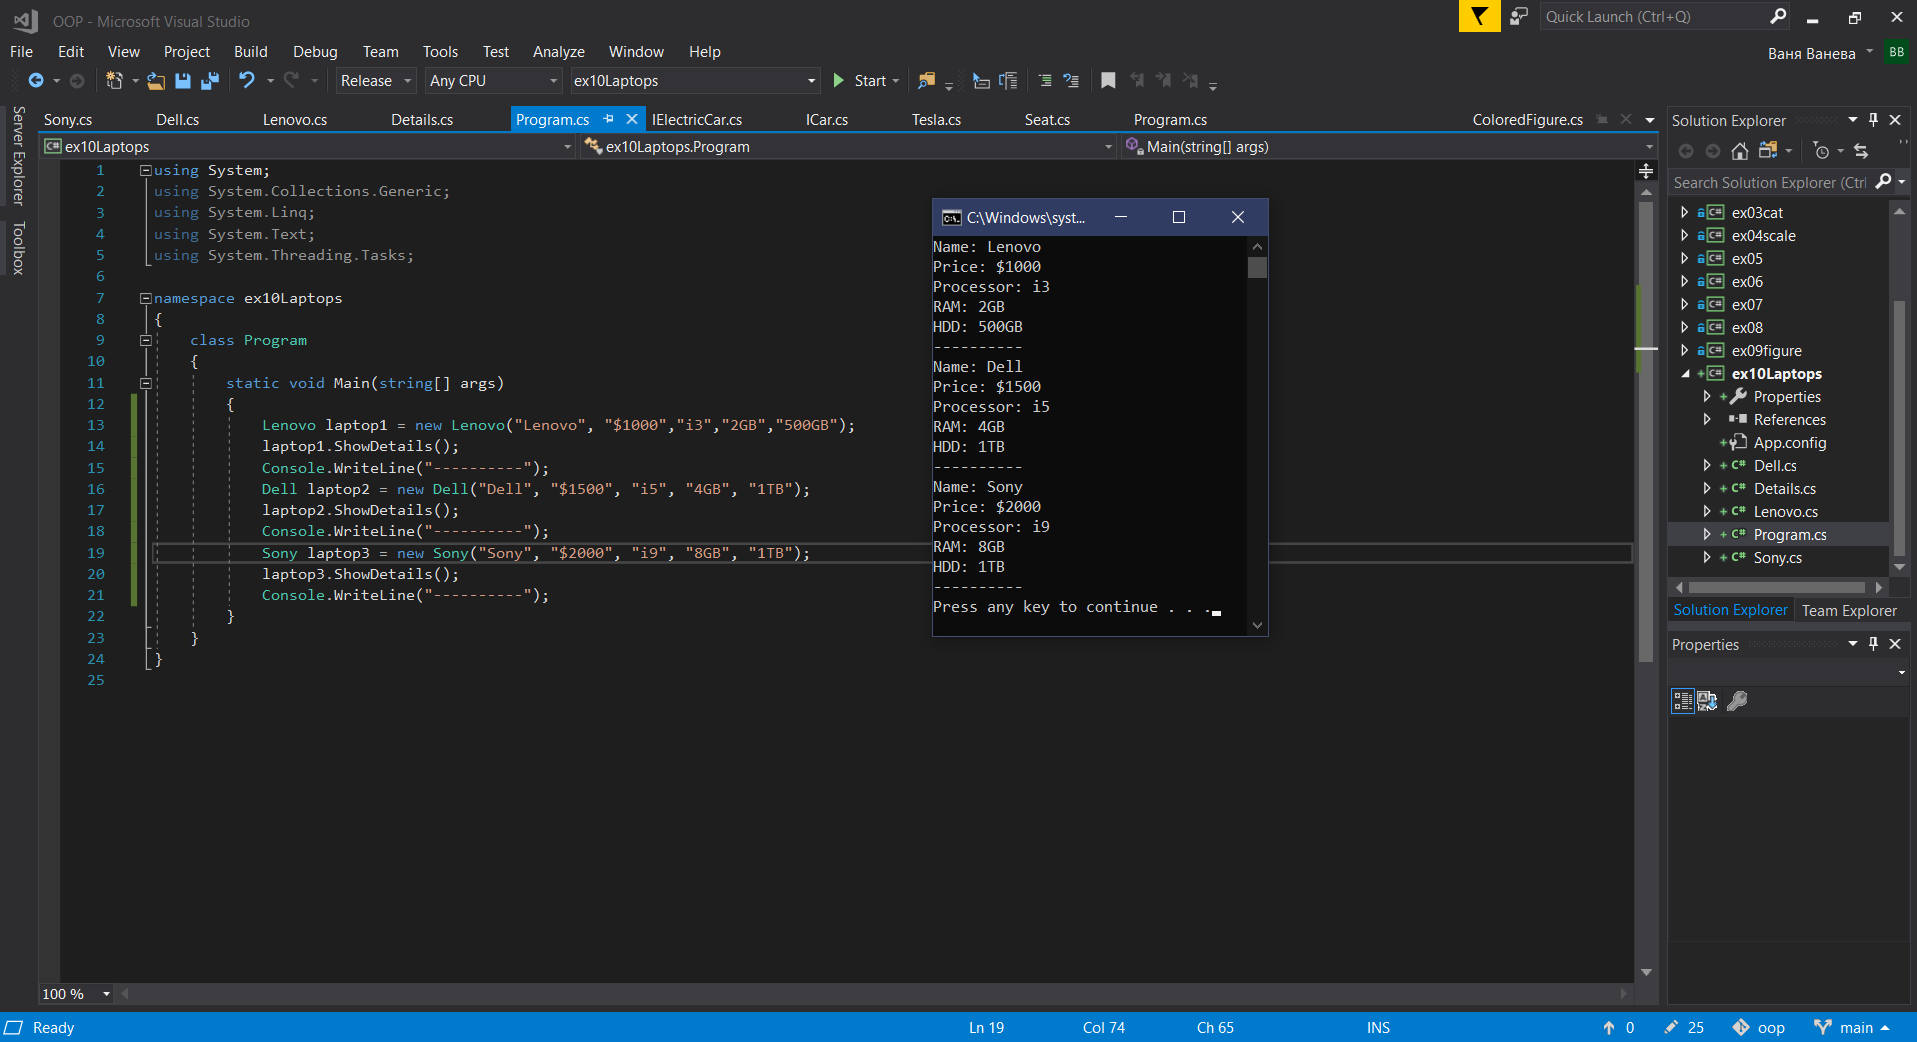 OOP - Microsoft Visual Studio
Quick Launch (Ctrl+Q)
File Edit View Project Build Debug Team Tools Test Analyze Window Help
Ваня Ванева BB
Release Any CPU ex10Laptops Start
Server Explorer
Toolbox
Sony.cs Dell.cs Lenovo.cs Details.cs Program.cs IElectricCar.cs ICar.cs Tesla.cs Seat.cs Program.cs ColoredFigure.cs
ex10Laptops ex10Laptops.Program Main(string[] args)
1 using System;
2 using System.Collections.Generic;
3 using System.Linq;
4 using System.Text;
5 using System.Threading.Tasks;
6
7 namespace ex10Laptops
8 {
9 class Program
10 {
11 static void Main(string[] args)
12 {
13 Lenovo laptop1 = new Lenovo("Lenovo", "$1000","i3","2GB","500GB");
14 laptop1.ShowDetails();
15 Console.WriteLine("----------");
16 Dell laptop2 = new Dell("Dell", "$1500", "i5", "4GB", "1TB");
17 laptop2.ShowDetails();
18 Console.WriteLine("----------");
19 Sony laptop3 = new Sony("Sony", "$2000", "i9", "8GB", "1TB");
20 laptop3.ShowDetails();
21 Console.WriteLine("----------");
22 }
23 }
24 }
25
C:\Windows\syst...
Name: Lenovo
Price: $1000
Processor: i3
RAM: 2GB
HDD: 500GB
----------
Name: Dell
Price: $1500
Processor: i5
RAM: 4GB
HDD: 1TB
----------
Name: Sony
Price: $2000
Processor: i9
RAM: 8GB
HDD: 1TB
----------
Press any key to continue . . .
Solution Explorer
Search Solution Explorer (Ctrl
ex03cat
ex04scale
ex05
ex06
ex07
ex08
ex09figure
ex10Laptops
Properties
References
App.config
Dell.cs
Details.cs
Lenovo.cs
Program.cs
Sony.cs
Solution Explorer Team Explorer
Properties
100 %
Ready Ln 19 Col 74 Ch 65 INS 0 25 oop main